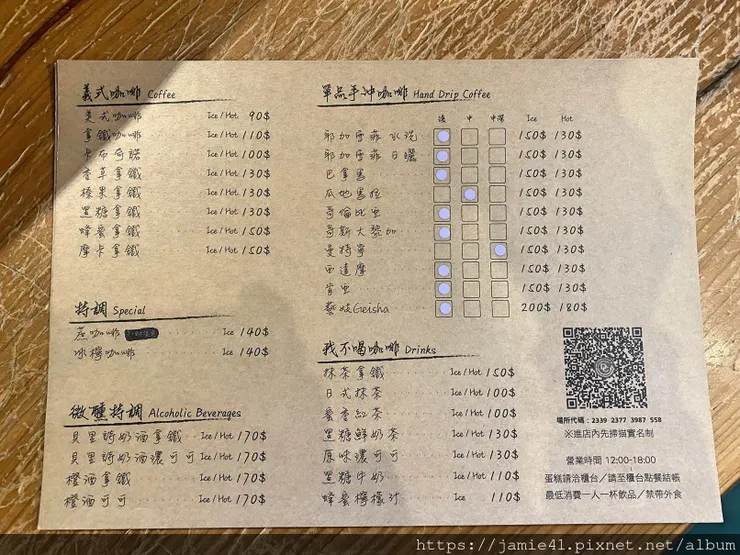 義式咖啡 Coffee
美式咖啡 Ice / Hot 90$
拿鐵咖啡 Ice / Hot 110$
卡布奇諾 Ice / Hot 100$
香草拿鐵 Ice / Hot 130$
榛果拿鐵 Ice / Hot 130$
黑糖拿鐵 Ice / Hot 130$
蜂蜜拿鐵 Ice / Hot 150$
摩卡拿鐵 Ice / Hot 150$
特調 Special
蔗咖啡 Ice 140$
冰檸咖啡 Ice 140$
微醺特調 Alcoholic Beverages
貝里詩奶酒拿鐵 Ice / Hot 170$
貝里詩奶酒濃可可 Ice / Hot 170$
橙酒拿鐵 Ice / Hot 170$
橙酒可可 Ice / Hot 170$
單品手沖咖啡 Hand Drip Coffee
淺 中 中深 Ice Hot
耶加雪菲 水洗 150$ 130$
耶加雪菲 日曬 150$ 130$
巴拿馬 150$ 130$
瓜地馬拉 150$ 130$
哥倫比亞 150$ 130$
哥斯大黎加 150$ 130$
曼特寧 150$ 130$
西達摩 150$ 130$
肯亞 150$ 130$
藝妓Geisha 200$ 180$
我不喝咖啡 Drinks
抹茶拿鐵 Ice / Hot 150$
日式抹茶 Ice / Hot 100$
蜜香紅茶 Ice / Hot 100$
黑糖鮮奶茶 Ice / Hot 130$
原味濃可可 Ice / Hot 130$
黑糖牛奶 Ice / Hot 110$
蜂蜜檸檬汁 Ice 110$
場所代碼：2339 2377 3987 558
※進店內先掃描實名制
營業時間 12:00-18:00
蛋糕請洽櫃台／請至櫃台點餐結帳
最低消費一人一杯飲品／禁帶外食
https://jamie41.pixnet.net/album